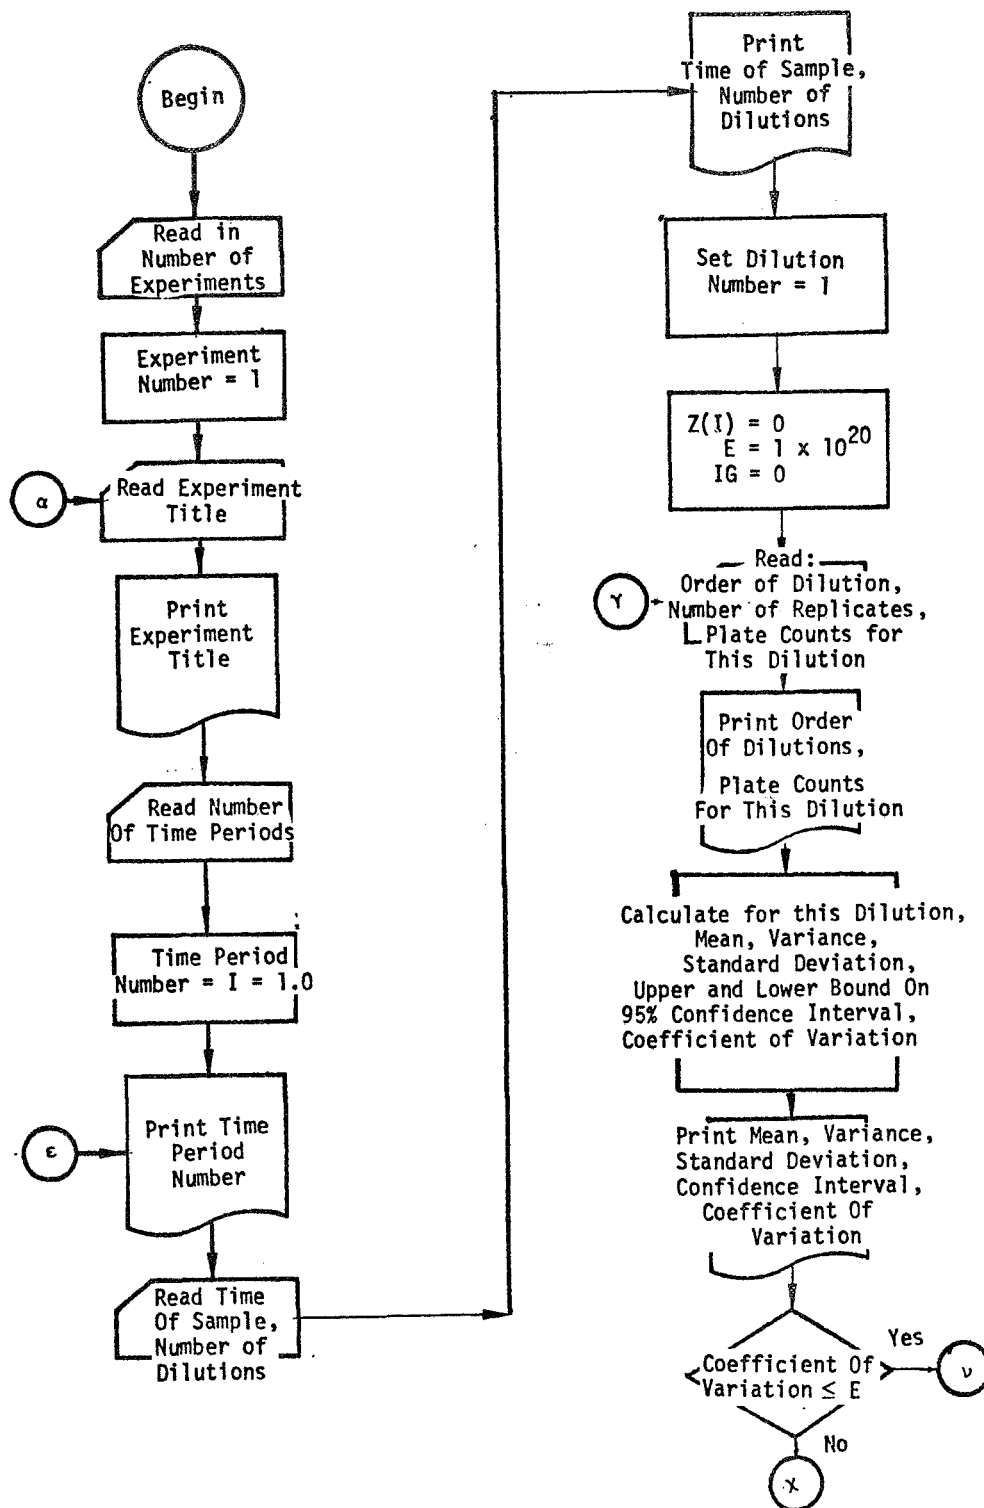 Begin
Read in
Number of
Experiments
Experiment
Number = 1
α
Read Experiment
Title
Print
Experiment
Title
Read Number
Of Time Periods
Time Period
Number = I = 1.0
ε
Print Time
Period
Number
Read Time
Of Sample,
Number of
Dilutions
Print
Time of Sample,
Number of
Dilutions
Set Dilution
Number = 1
Z(I) = 0
E = 1 x 10^20
IG = 0
γ
Read:
Order of Dilution,
Number of Replicates,
Plate Counts for
This Dilution
Print Order
Of Dilutions,
Plate Counts
For This Dilution
Calculate for this Dilution,
Mean, Variance,
Standard Deviation,
Upper and Lower Bound On
95% Confidence Interval,
Coefficient of Variation
Print Mean, Variance,
Standard Deviation,
Confidence Interval,
Coefficient Of
Variation
Coefficient Of
Variation ≤ E
Yes
ν
No
χ